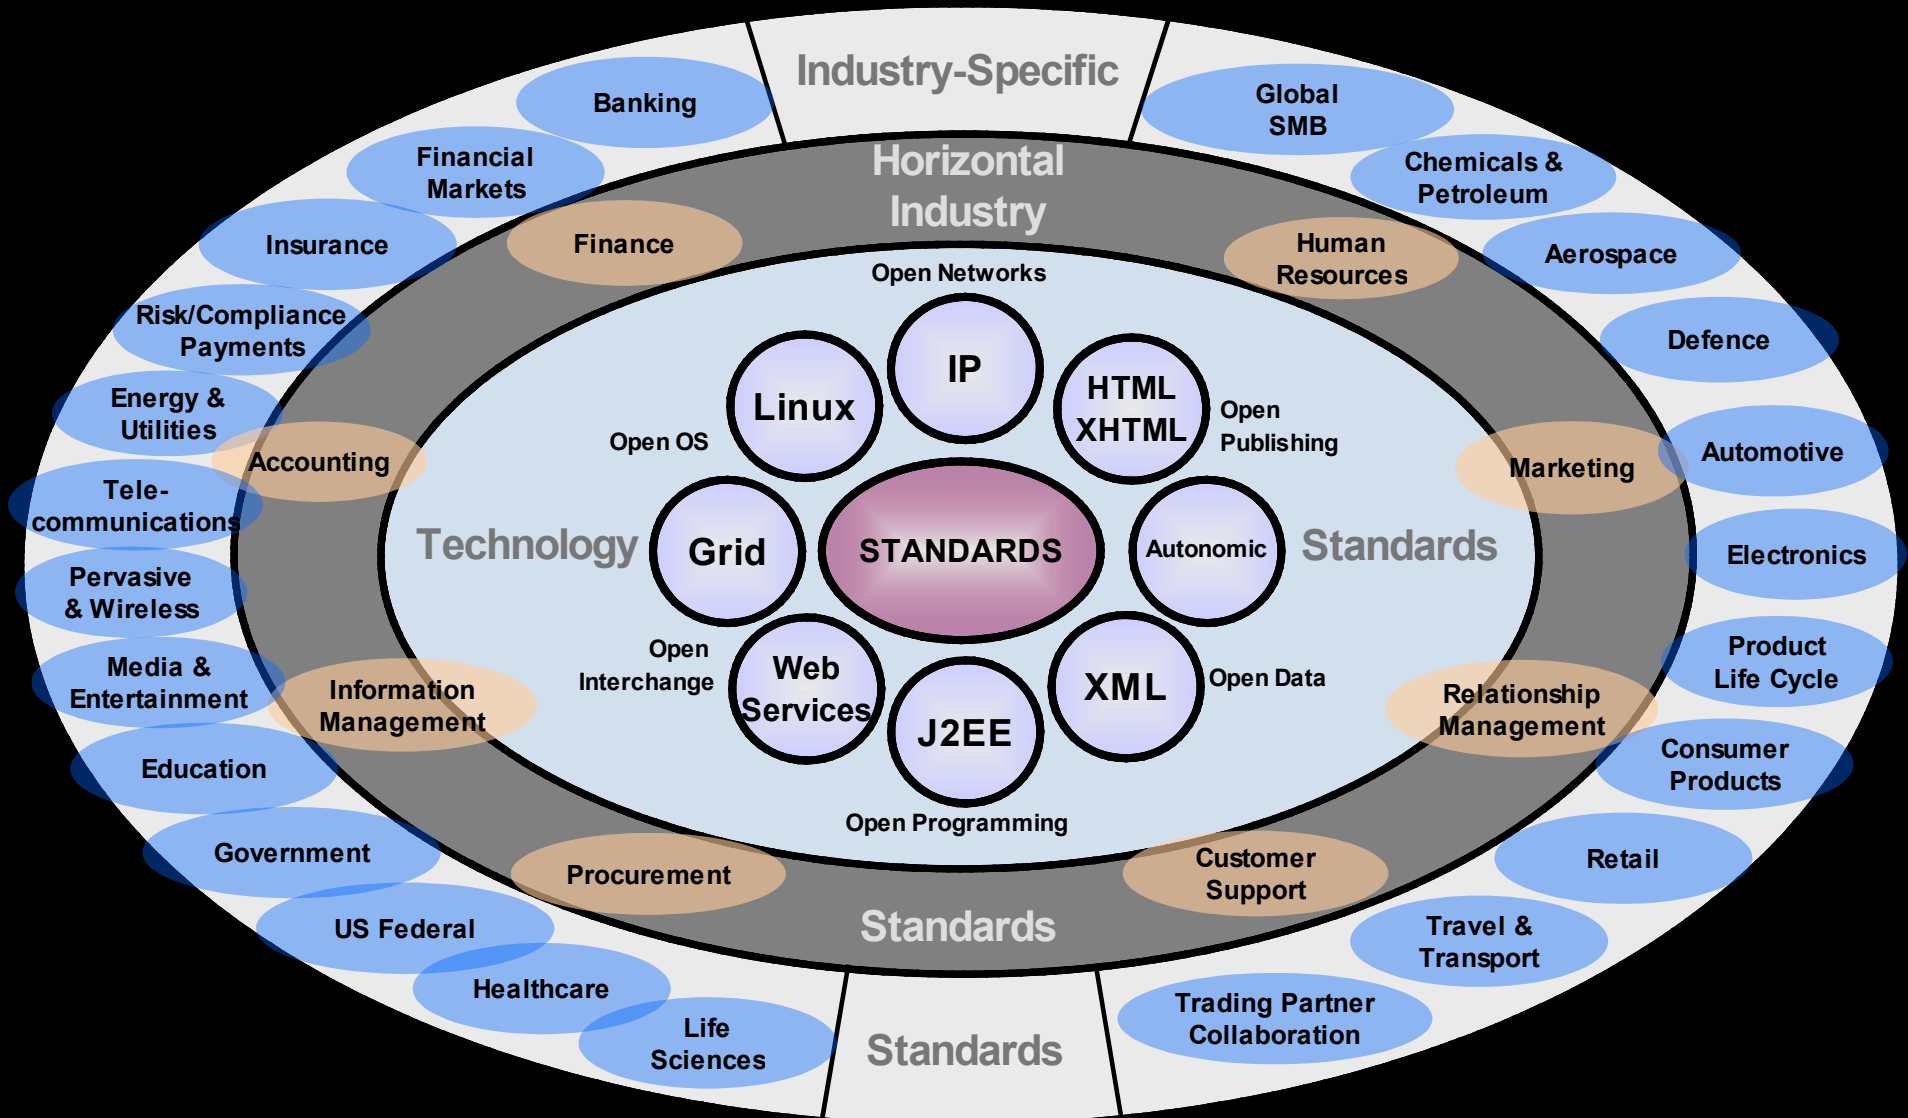 Industry-Specific
Banking
Global
SMB
Financial
Markets
Chemicals &
Petroleum
Horizontal
Industry
Insurance
Finance
Human
Resources
Aerospace
Open Networks
Risk/Compliance
Payments
Defence
IP
Linux
HTML
XHTML
Open
Publishing
Open OS
Energy &
Utilities
Accounting
Marketing
Automotive
Tele-
communications
Technology
Grid
STANDARDS
Autonomic
Standards
Electronics
Pervasive
& Wireless
Open
Interchange
Web
Services
J2EE
XML
Open Data
Media &
Entertainment
Information
Management
Relationship
Management
Product
Life Cycle
Education
Consumer
Products
Open Programming
Government
Procurement
Customer
Support
Retail
US Federal
Standards
Travel &
Transport
Healthcare
Life
Sciences
Standards
Trading Partner
Collaboration